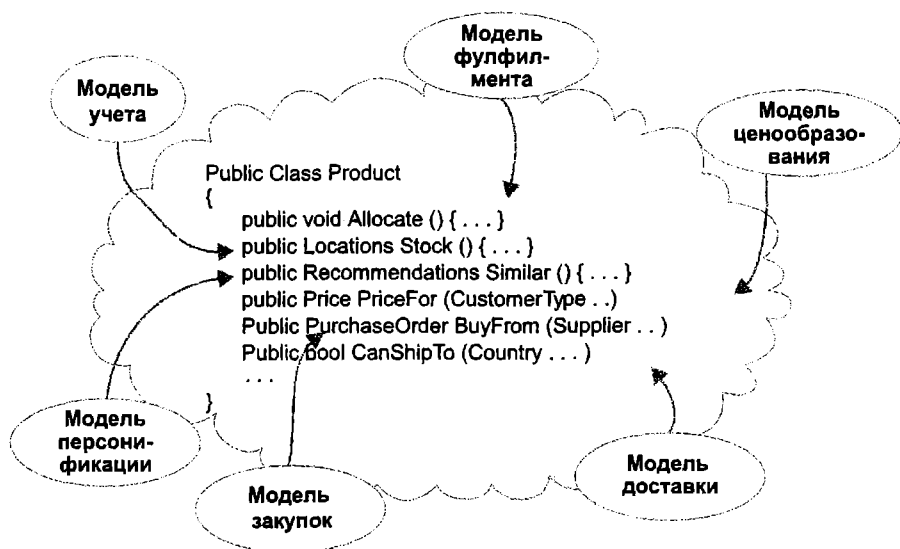 Модель
фулфил-
мента
Модель
учета
Модель
ценообразо-
вания
Public Class Product
{
public void Allocate () { . . . }
public Locations Stock () { . . . }
public Recommendations Similar () { . . . }
public Price PriceFor (CustomerType . .)
Public PurchaseOrder BuyFrom (Supplier . . )
Public bool CanShipTo (Country . . . )
. . .
}
Модель
персони-
фикации
Модель
закупок
Модель
доставки